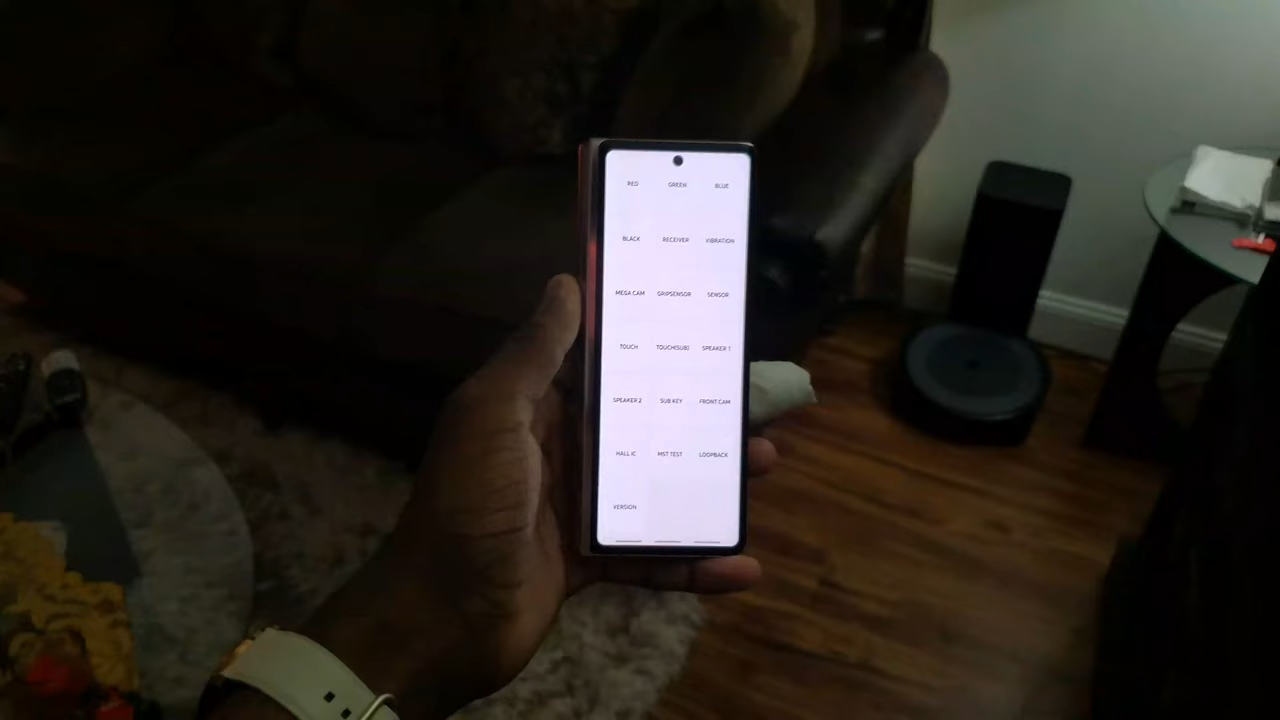 RED GREEN BLUE
BLACK RECEIVER VIBRATION
MEGA CAM GRIPSENSOR SENSOR
TOUCH TOUCH(SUB) SPEAKER 1
SPEAKER 2 SUB KEY FRONT CAM
HALL IC MST TEST LOOPBACK
VERSION